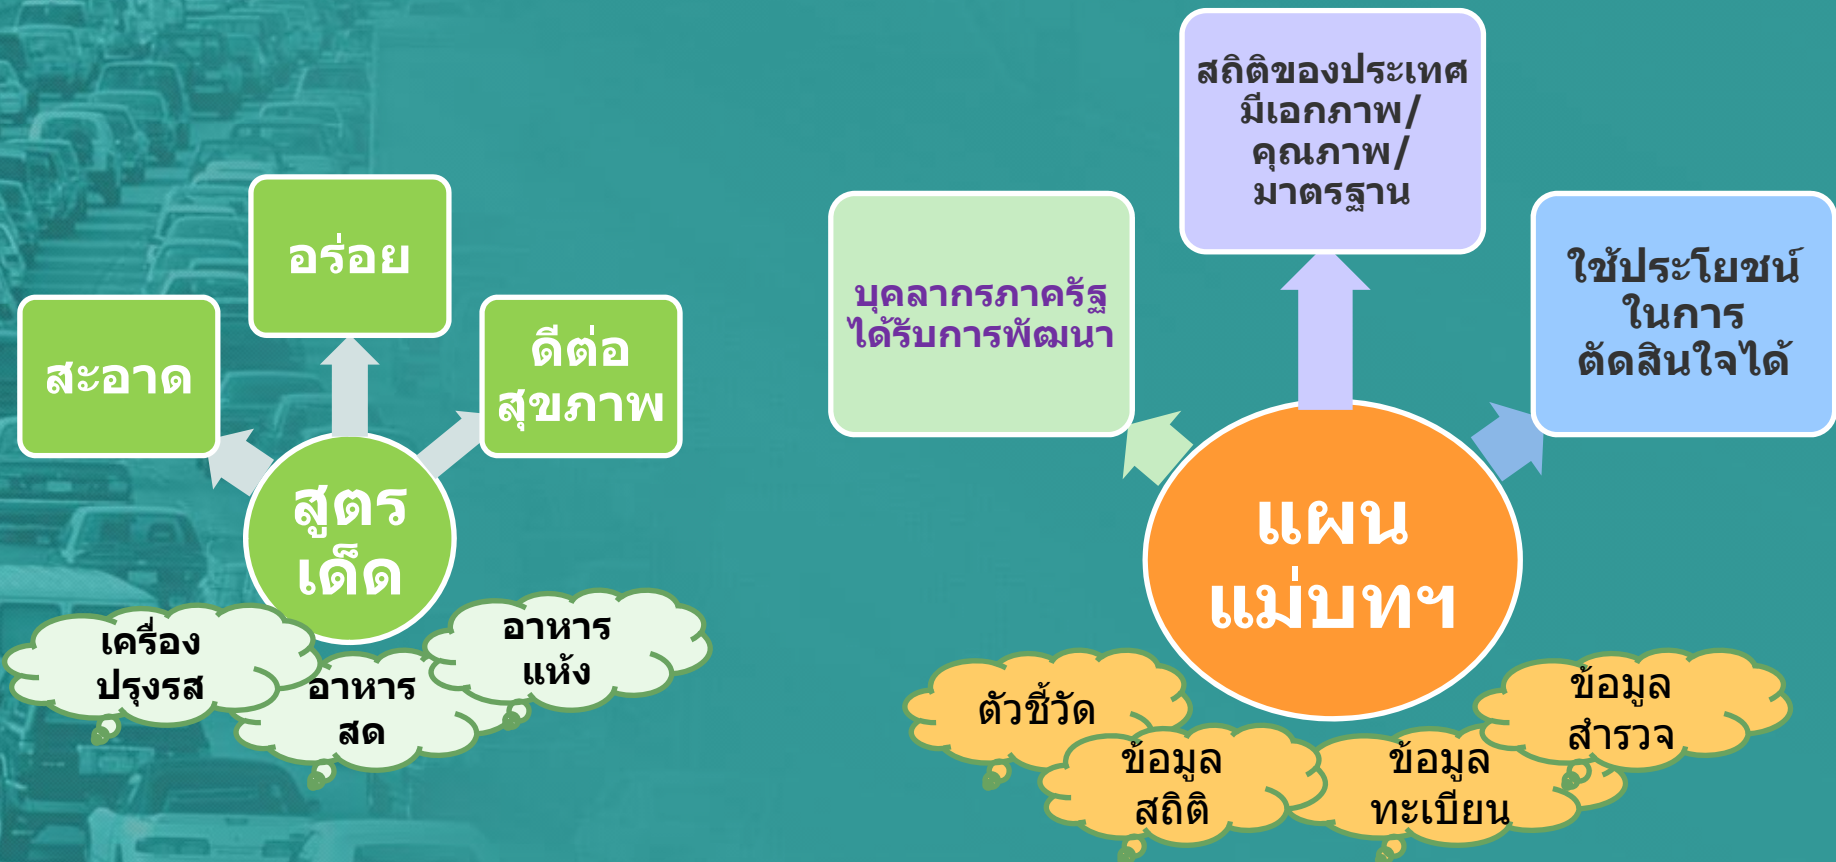 อร่อย
สะอาด
ดีต่อ
สุขภาพ
สูตร
เด็ด
เครื่อง
ปรุงรส
อาหาร
สด
อาหาร
แห้ง
สถิติของประเทศ
มีเอกภาพ/
คุณภาพ/
มาตรฐาน
บุคลากรภาครัฐ
ได้รับการพัฒนา
ใช้ประโยชน์
ในการ
ตัดสินใจได้
แผน
แม่บทฯ
ตัวชี้วัด
ข้อมูล
สถิติ
ข้อมูล
ทะเบียน
ข้อมูล
สำรวจ